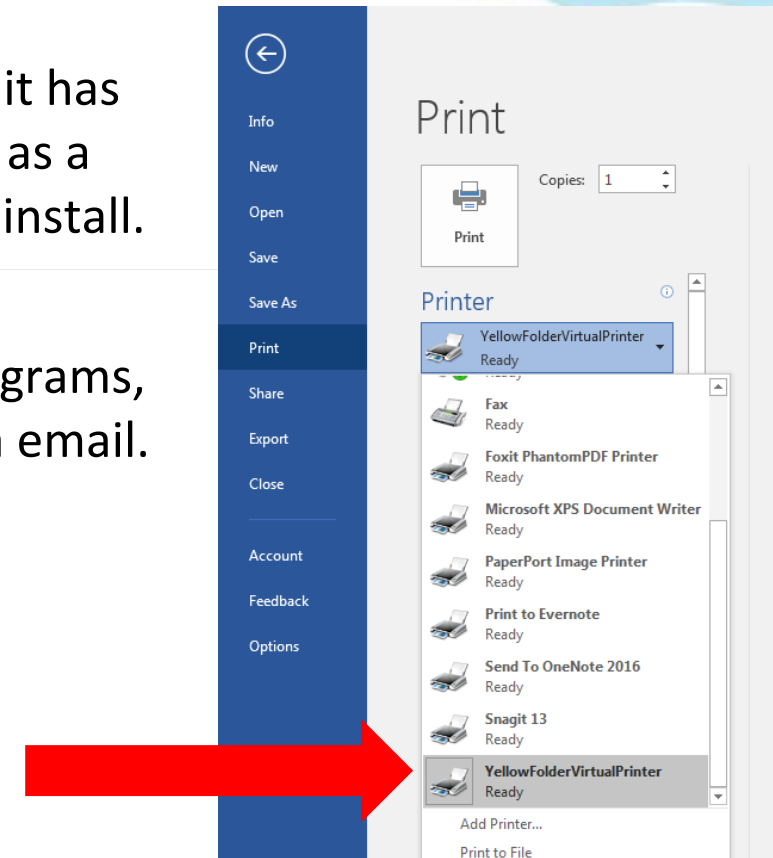 it has
as a
install.
grams,
email.
Info
New
Open
Save
Save As
Print
Share
Export
Close
Account
Feedback
Options
Print
Copies: 1
Print
Printer
YellowFolderVirtualPrinter
Ready
Fax
Ready
Foxit PhantomPDF Printer
Ready
Microsoft XPS Document Writer
Ready
PaperPort Image Printer
Ready
Print to Evernote
Ready
Send To OneNote 2016
Ready
Snagit 13
Ready
YellowFolderVirtualPrinter
Ready
Add Printer...
Print to File